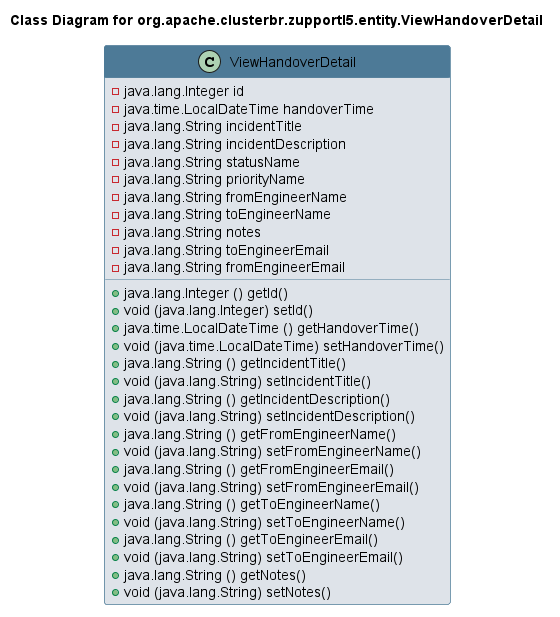 Class Diagram for org.apache.clusterbr.zupportl5.entity.ViewHandoverDetail
C ViewHandoverDetail
java.lang.Integer id
java.time.LocalDateTime handoverTime
java.lang.String incidentTitle
java.lang.String incidentDescription
java.lang.String statusName
java.lang.String priorityName
java.lang.String fromEngineerName
java.lang.String toEngineerName
java.lang.String notes
java.lang.String toEngineerEmail
java.lang.String fromEngineerEmail
java.lang.Integer () getId()
void (java.lang.Integer) setId()
java.time.LocalDateTime () getHandoverTime()
void (java.time.LocalDateTime) setHandoverTime()
java.lang.String () getIncidentTitle()
void (java.lang.String) setIncidentTitle()
java.lang.String () getIncidentDescription()
void (java.lang.String) setIncidentDescription()
java.lang.String () getFromEngineerName()
void (java.lang.String) setFromEngineerName()
java.lang.String () getFromEngineerEmail()
void (java.lang.String) setFromEngineerEmail()
java.lang.String () getToEngineerName()
void (java.lang.String) setToEngineerName()
java.lang.String () getToEngineerEmail()
void (java.lang.String) setToEngineerEmail()
java.lang.String () getNotes()
void (java.lang.String) setNotes()